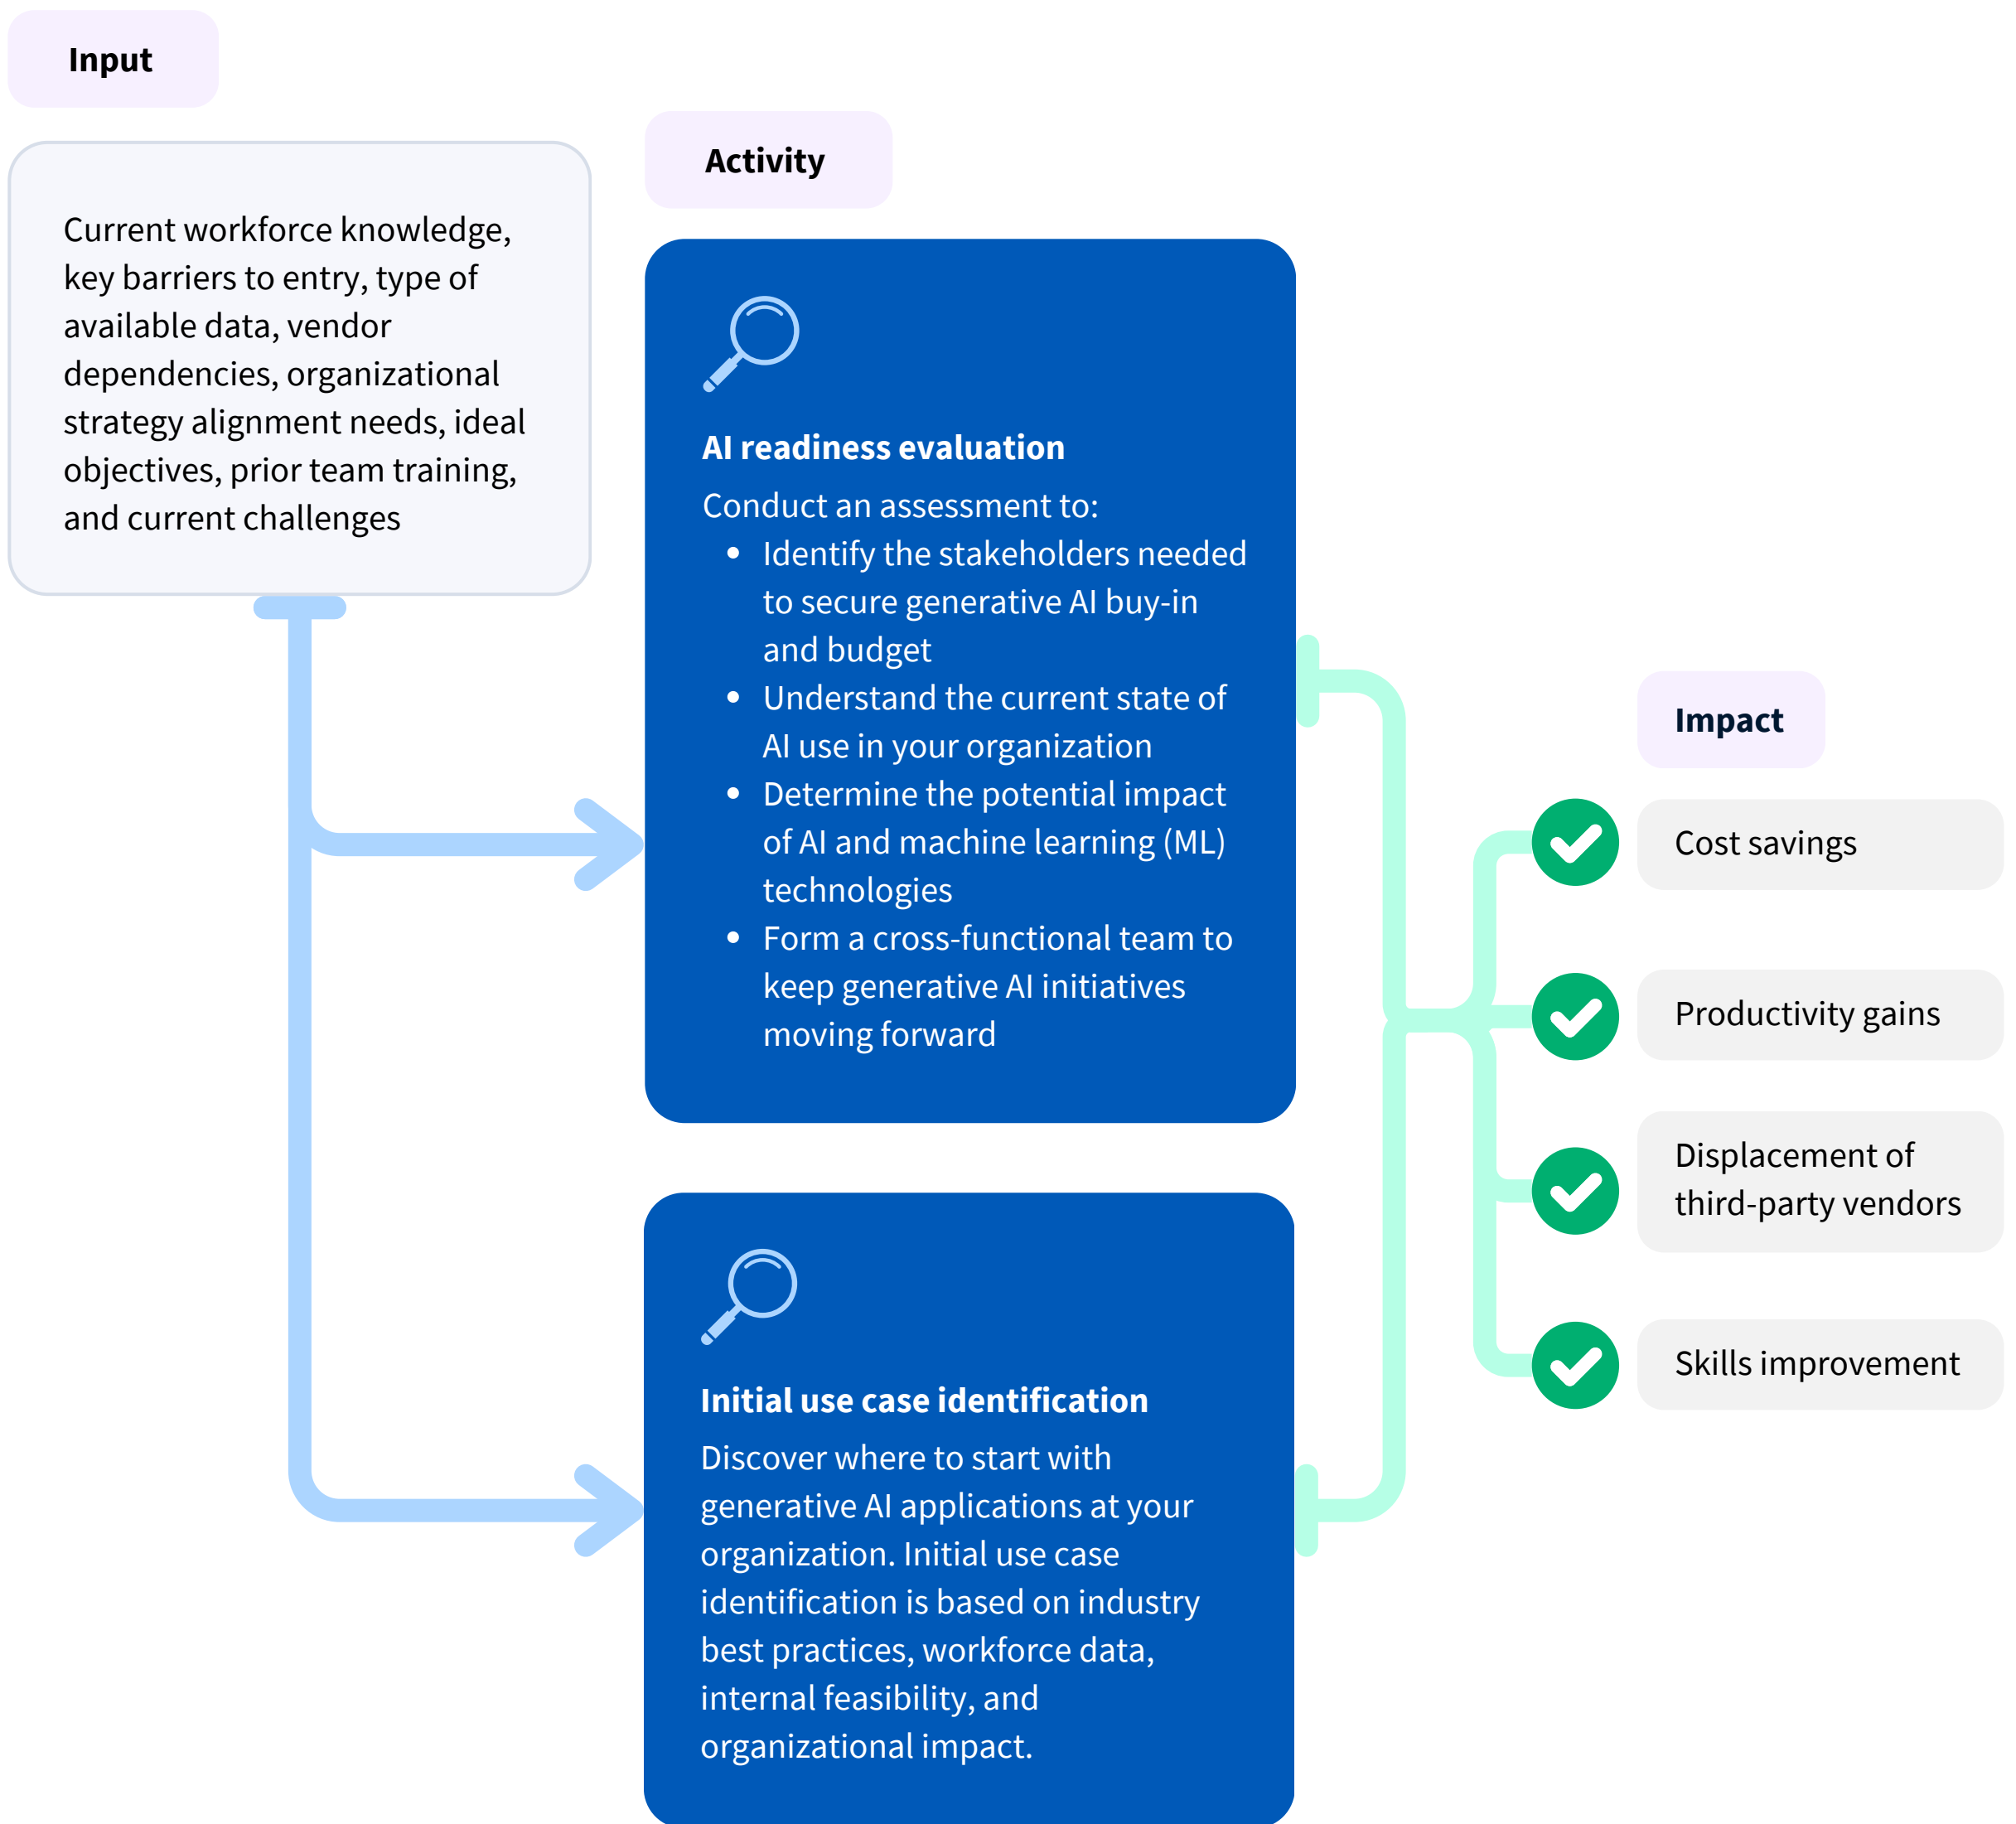 Input
Current workforce knowledge,
key barriers to entry, type of
available data, vendor
dependencies, organizational
strategy alignment needs, ideal
objectives, prior team training,
and current challenges
Activity
AI readiness evaluation
Conduct an assessment to:
• Identify the stakeholders needed
to secure generative AI buy-in
and budget
• Understand the current state of
AI use in your organization
• Determine the potential impact
of AI and machine learning (ML)
technologies
• Form a cross-functional team to
keep generative AI initiatives
moving forward
Initial use case identification
Discover where to start with
generative AI applications at your
organization. Initial use case
identification is based on industry
best practices, workforce data,
internal feasibility, and
organizational impact.
Impact
Cost savings
Productivity gains
Displacement of
third-party vendors
Skills improvement